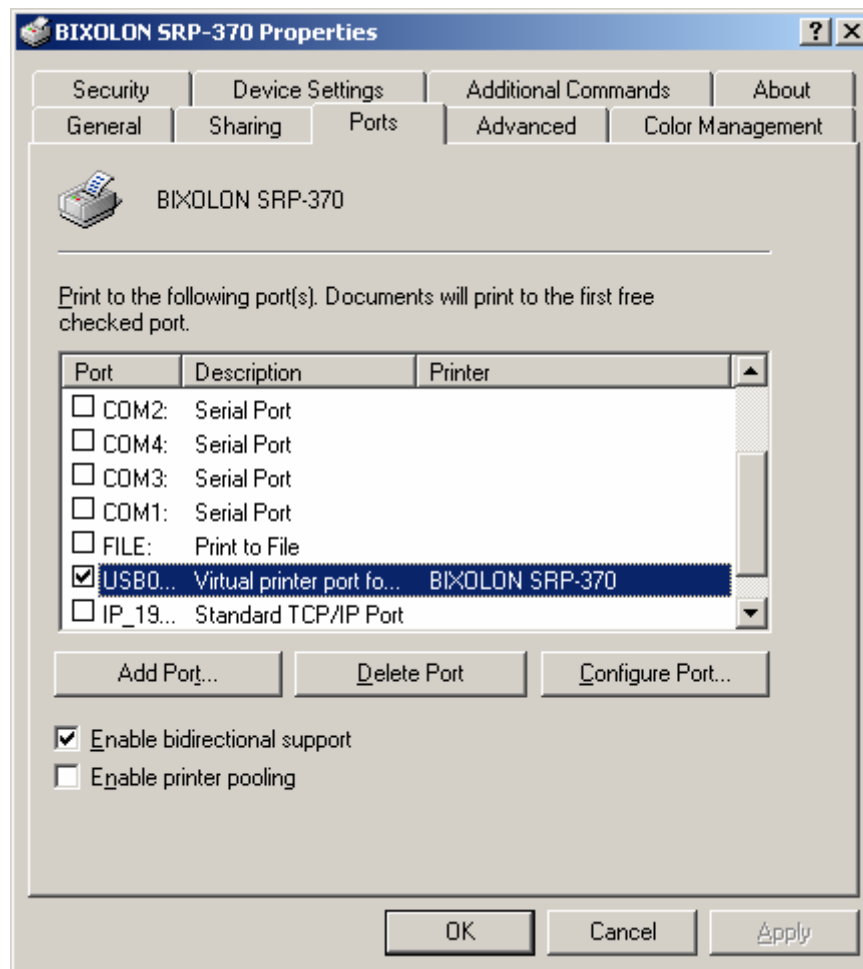 BIXOLON SRP-370 Properties
Security Device Settings Additional Commands About
General Sharing Ports Advanced Color Management
BIXOLON SRP-370
Print to the following port(s). Documents will print to the first free
checked port.
Port Description Printer
COM2: Serial Port
COM4: Serial Port
COM3: Serial Port
COM1: Serial Port
FILE: Print to File
USB0... Virtual printer port fo... BIXOLON SRP-370
IP_19... Standard TCP/IP Port
Add Port... Delete Port Configure Port...
Enable bidirectional support
Enable printer pooling
OK Cancel Apply